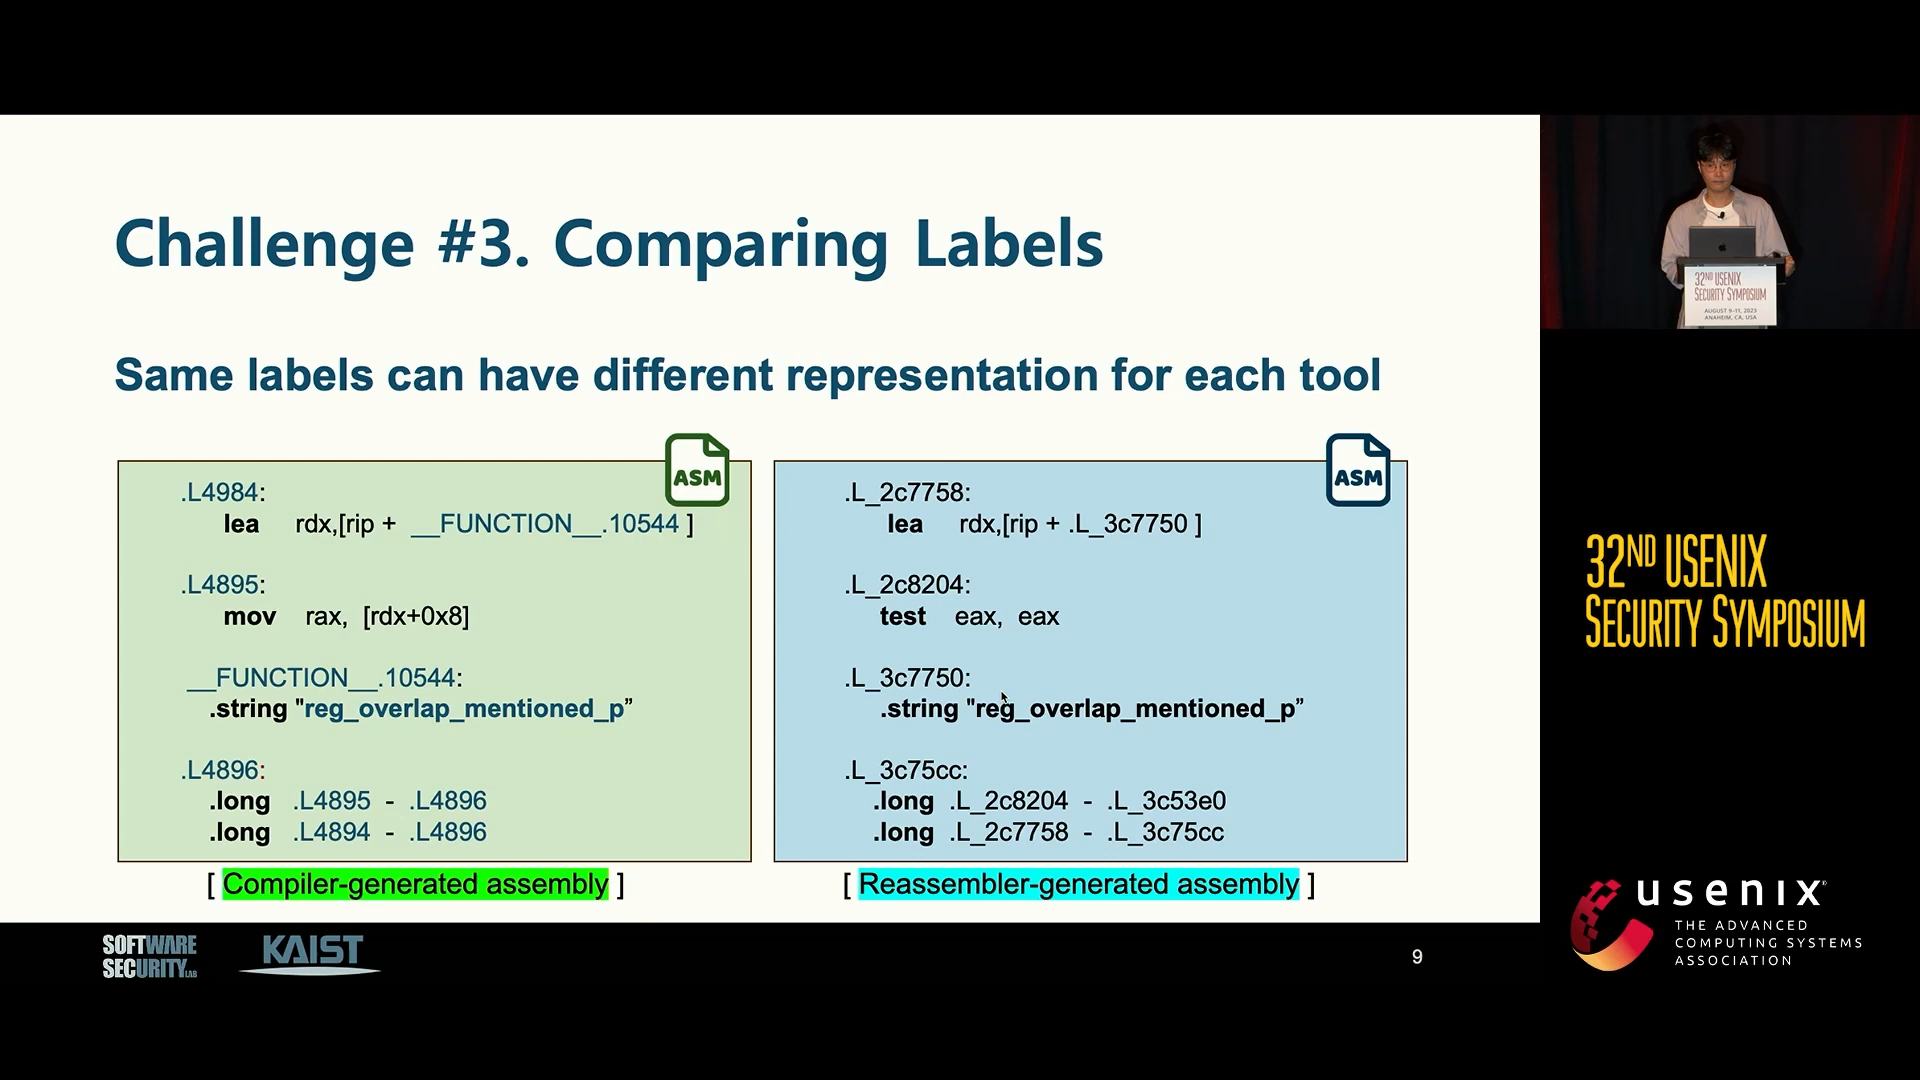 Challenge #3. Comparing Labels
Same labels can have different representation for each tool
ASM
.L4984:
lea rdx,[rip + __FUNCTION__.10544 ]
.L4895:
mov rax, [rdx+0x8]
__FUNCTION__.10544:
.string "reg_overlap_mentioned_p”
.L4896:
.long .L4895 - .L4896
.long .L4894 - .L4896
[ Compiler-generated assembly ]
ASM
.L_2c7758:
lea rdx,[rip + .L_3c7750 ]
.L_2c8204:
test eax, eax
.L_3c7750:
.string "reg_overlap_mentioned_p”
.L_3c75cc:
.long .L_2c8204 - .L_3c53e0
.long .L_2c7758 - .L_3c75cc
[ Reassembler-generated assembly ]
SOFTWARE
SECURITY LAB
KAIST
9
32ND USENIX
SECURITY SYMPOSIUM
AUGUST 9–11, 2023
ANAHEIM, CA, USA
32ND USENIX
SECURITY SYMPOSIUM
usenix®
THE ADVANCED
COMPUTING SYSTEMS
ASSOCIATION